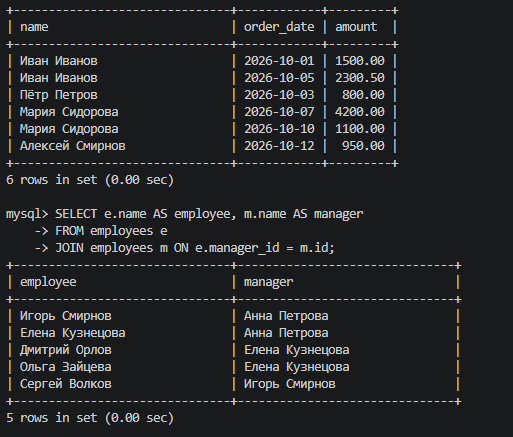 +-------------------------------+------------+---------+
| name                          | order_date | amount  |
+-------------------------------+------------+---------+
| Иван Иванов                   | 2026-10-01 | 1500.00 |
| Иван Иванов                   | 2026-10-05 | 2300.50 |
| Пётр Петров                   | 2026-10-03 |  800.00 |
| Мария Сидорова                | 2026-10-07 | 4200.00 |
| Мария Сидорова                | 2026-10-10 | 1100.00 |
| Алексей Смирнов               | 2026-10-12 |  950.00 |
+-------------------------------+------------+---------+
6 rows in set (0.00 sec)

mysql> SELECT e.name AS employee, m.name AS manager
    -> FROM employees e
    -> JOIN employees m ON e.manager_id = m.id;
+-------------------------------+-------------------------------+
| employee                      | manager                       |
+-------------------------------+-------------------------------+
| Игорь Смирнов                 | Анна Петрова                  |
| Елена Кузнецова               | Анна Петрова                  |
| Дмитрий Орлов                 | Елена Кузнецова               |
| Ольга Зайцева                 | Елена Кузнецова               |
| Сергей Волков                 | Игорь Смирнов                 |
+-------------------------------+-------------------------------+
5 rows in set (0.00 sec)